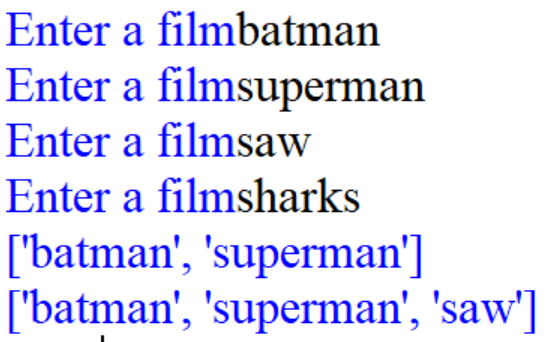 Enter a filmbatman
Enter a filmsuperman
Enter a filmsaw
Enter a filmsharks
['batman', 'superman']
['batman', 'superman', 'saw']